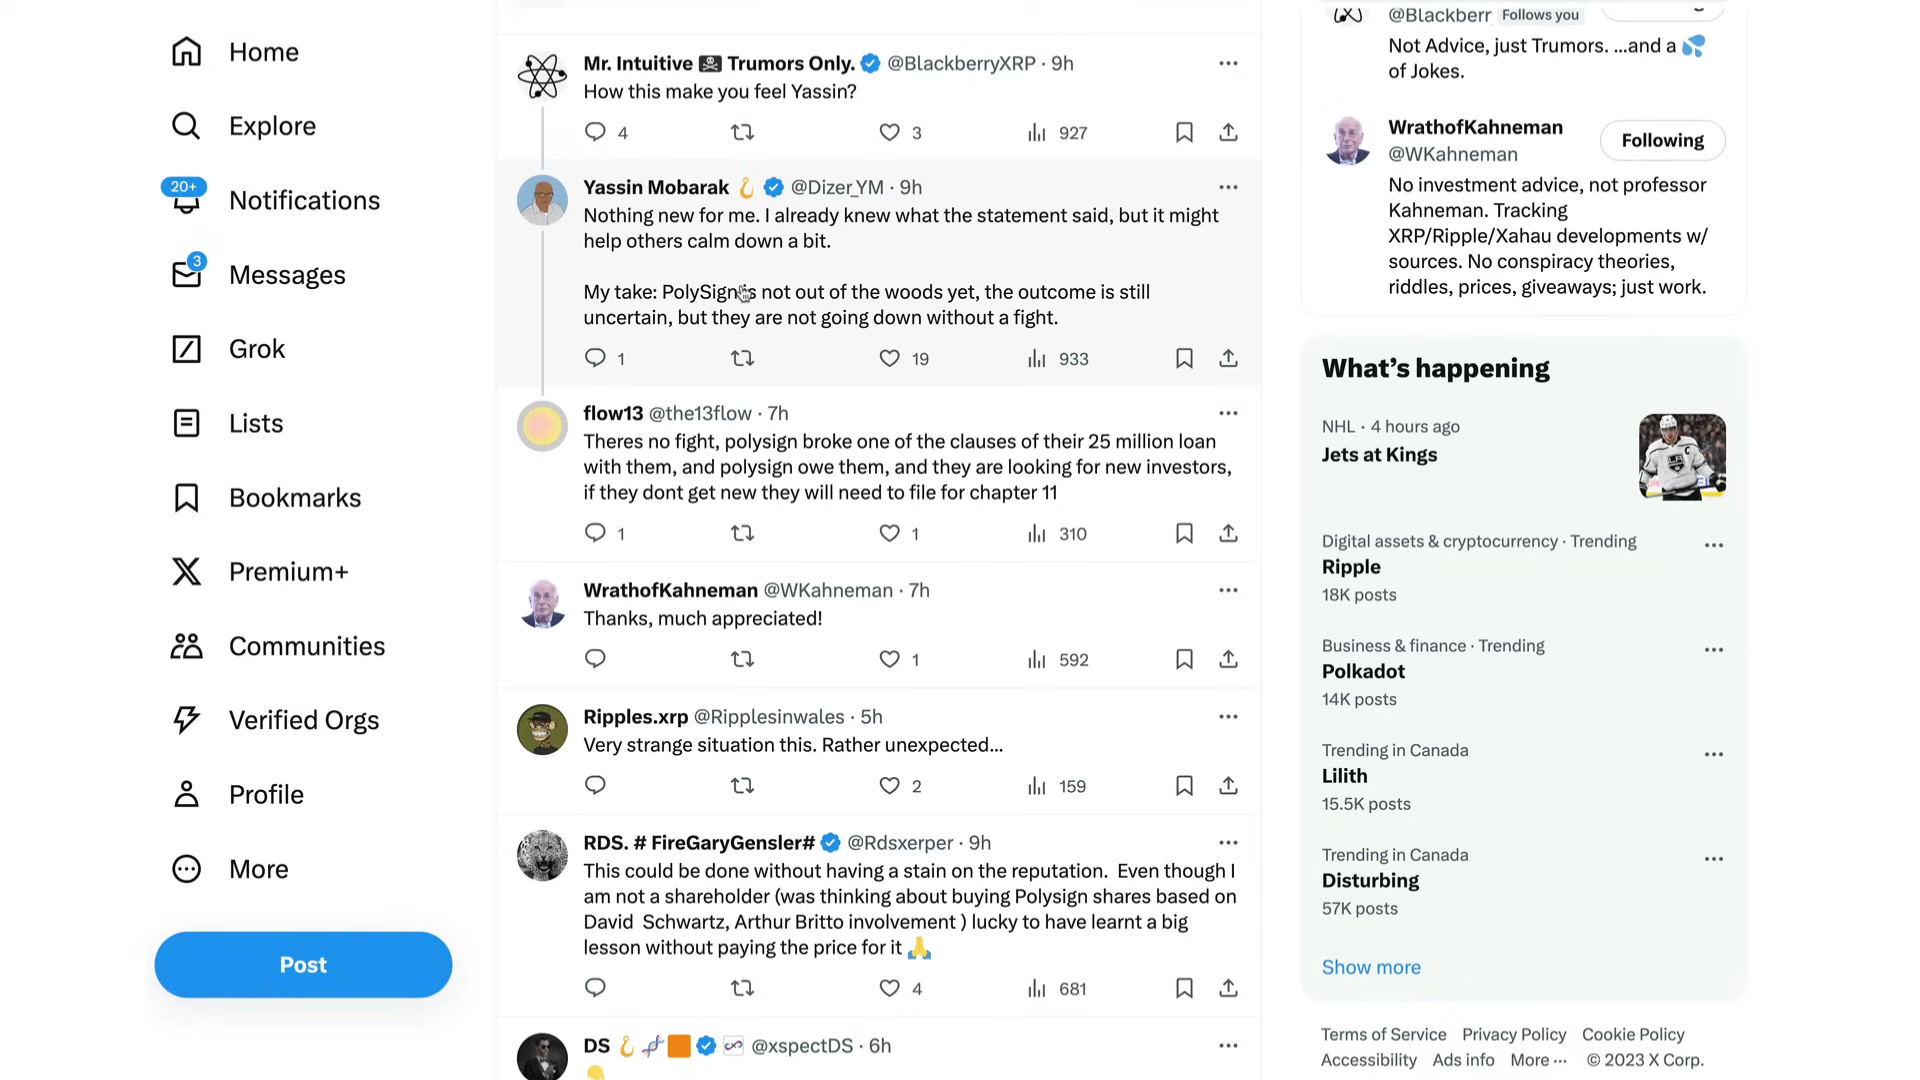 Home
Explore
20+
Notifications
3
Messages
Grok
Lists
Bookmarks
Premium+
Communities
Verified Orgs
Profile
More
Post
Mr. Intuitive ☠ Trumors Only. @BlackberryXRP · 9h
How this make you feel Yassin?
4 3 927
Yassin Mobarak 🪝 @Dizer_YM · 9h
Nothing new for me. I already knew what the statement said, but it might
help others calm down a bit.
My take: PolySign is not out of the woods yet, the outcome is still
uncertain, but they are not going down without a fight.
1 19 933
flow13 @the13flow · 7h
Theres no fight, polysign broke one of the clauses of their 25 million loan
with them, and polysign owe them, and they are looking for new investors,
if they dont get new they will need to file for chapter 11
1 1 310
WrathofKahneman @WKahneman · 7h
Thanks, much appreciated!
1 592
Ripples.xrp @Ripplesinwales · 5h
Very strange situation this. Rather unexpected...
2 159
RDS. # FireGaryGensler# @Rdsxerper · 9h
This could be done without having a stain on the reputation. Even though I
am not a shareholder (was thinking about buying Polysign shares based on
David Schwartz, Arthur Britto involvement ) lucky to have learnt a big
lesson without paying the price for it 🙏
4 681
DS 🪝 🧬 🟧 @xspectDS · 6h
@Blackberr Follows you
Not Advice, just Trumors. ...and a 💦
of Jokes.
WrathofKahneman
@WKahneman
Following
No investment advice, not professor
Kahneman. Tracking
XRP/Ripple/Xahau developments w/
sources. No conspiracy theories,
riddles, prices, giveaways; just work.
What's happening
NHL · 4 hours ago
Jets at Kings
Digital assets & cryptocurrency · Trending
Ripple
18K posts
Business & finance · Trending
Polkadot
14K posts
Trending in Canada
Lilith
15.5K posts
Trending in Canada
Disturbing
57K posts
Show more
Terms of Service Privacy Policy Cookie Policy
Accessibility Ads info More ··· © 2023 X Corp.